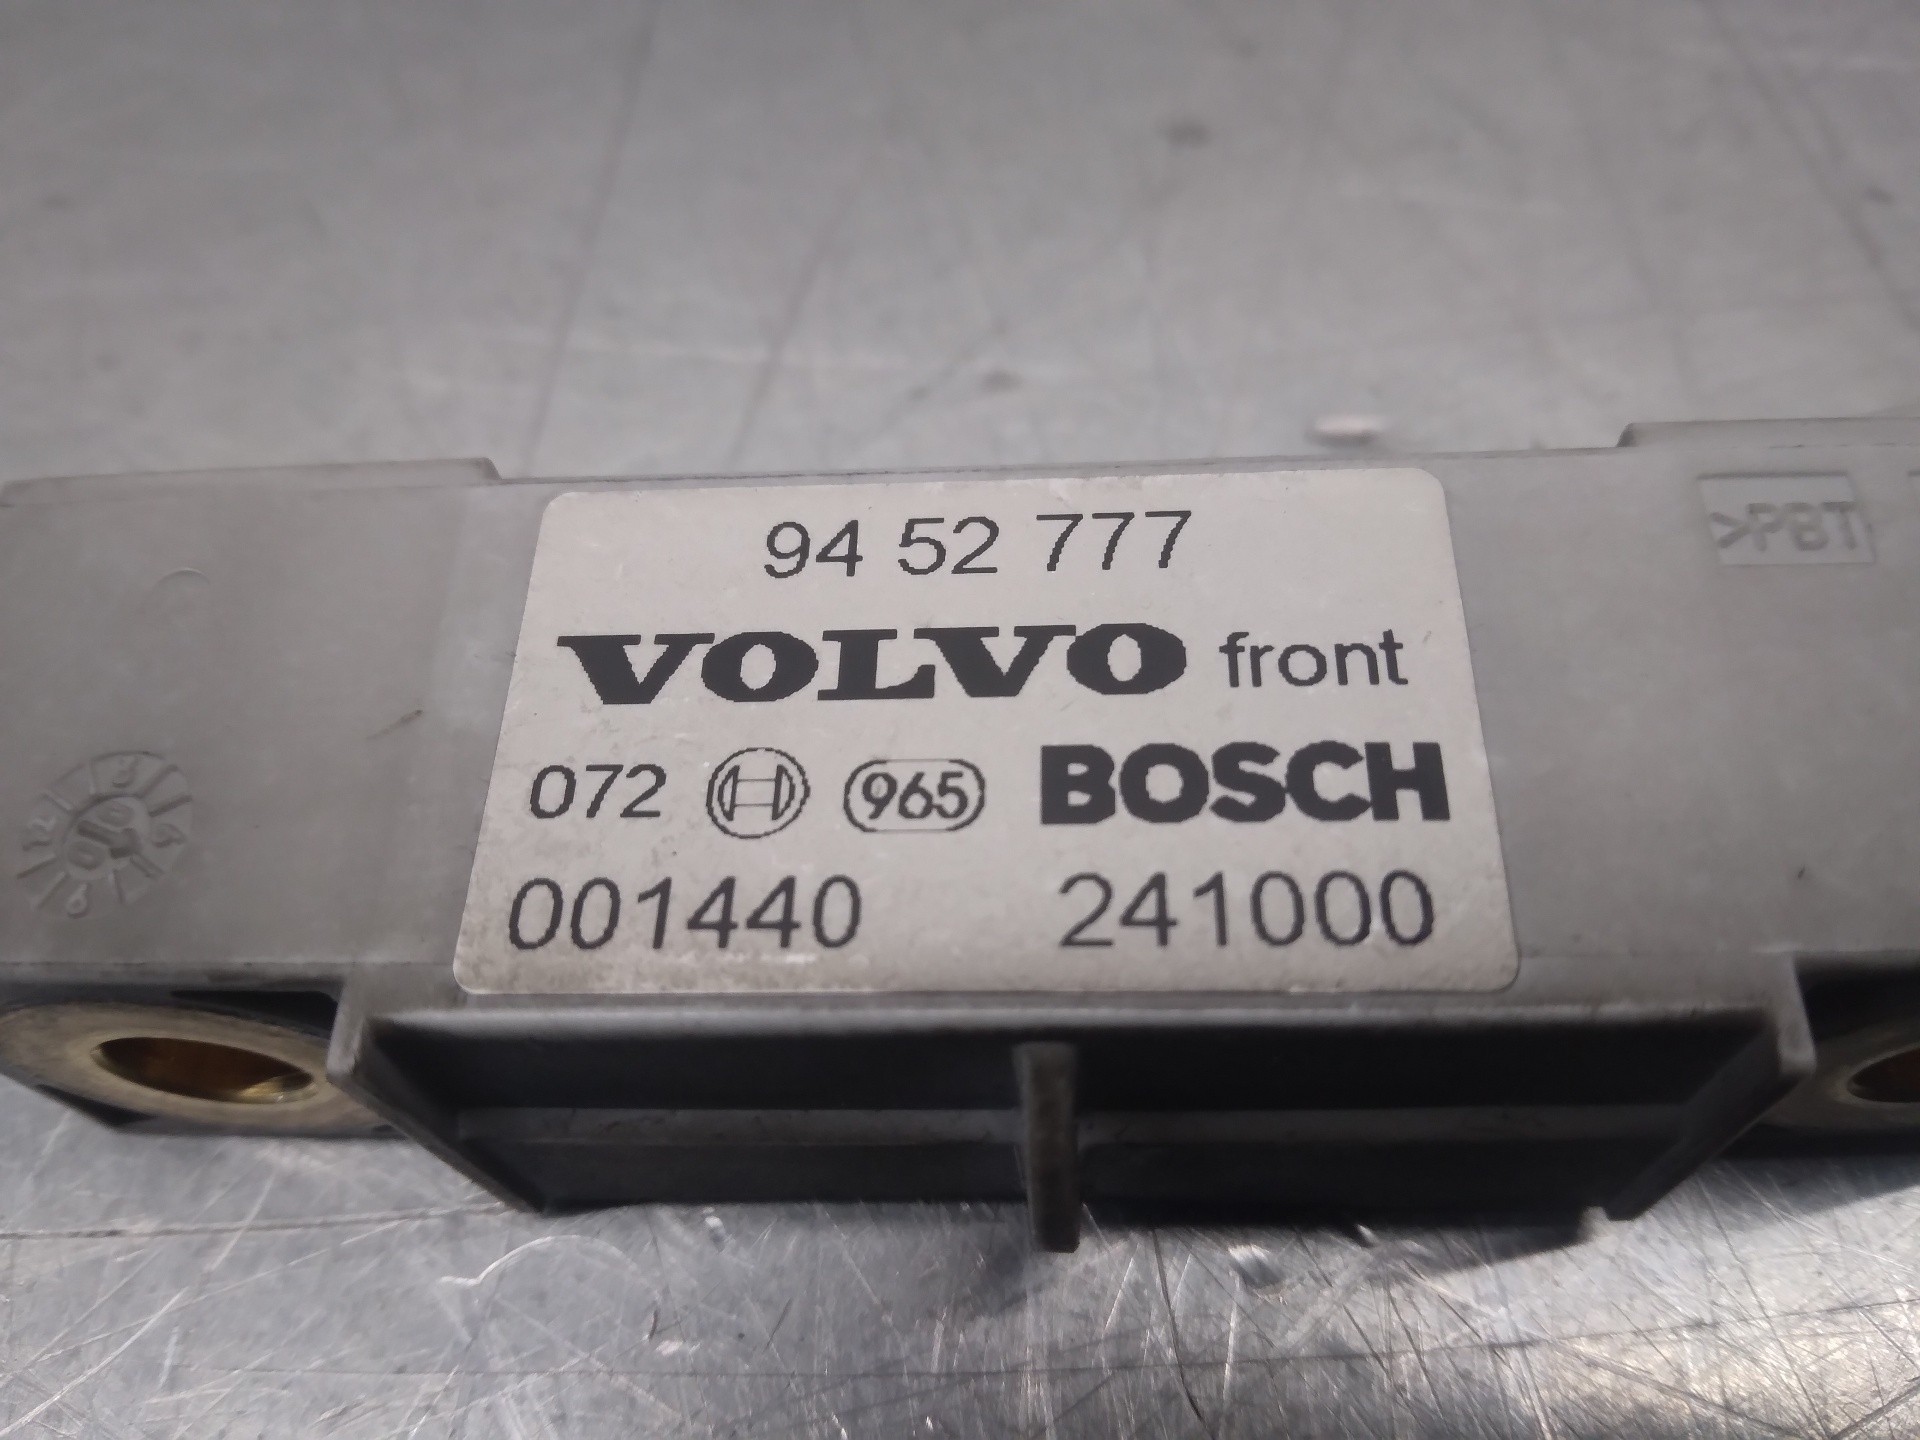 94 52 777
VOLVO front
072 965 BOSCH
001440 241000
>PBT